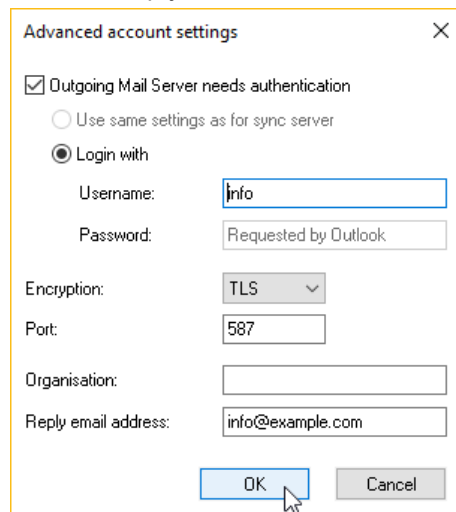 Advanced account settings
Outgoing Mail Server needs authentication
Use same settings as for sync server
Login with
Username: info
Password: Requested by Outlook
Encryption: TLS
Port: 587
Organisation:
Reply email address: info@example.com
OK Cancel